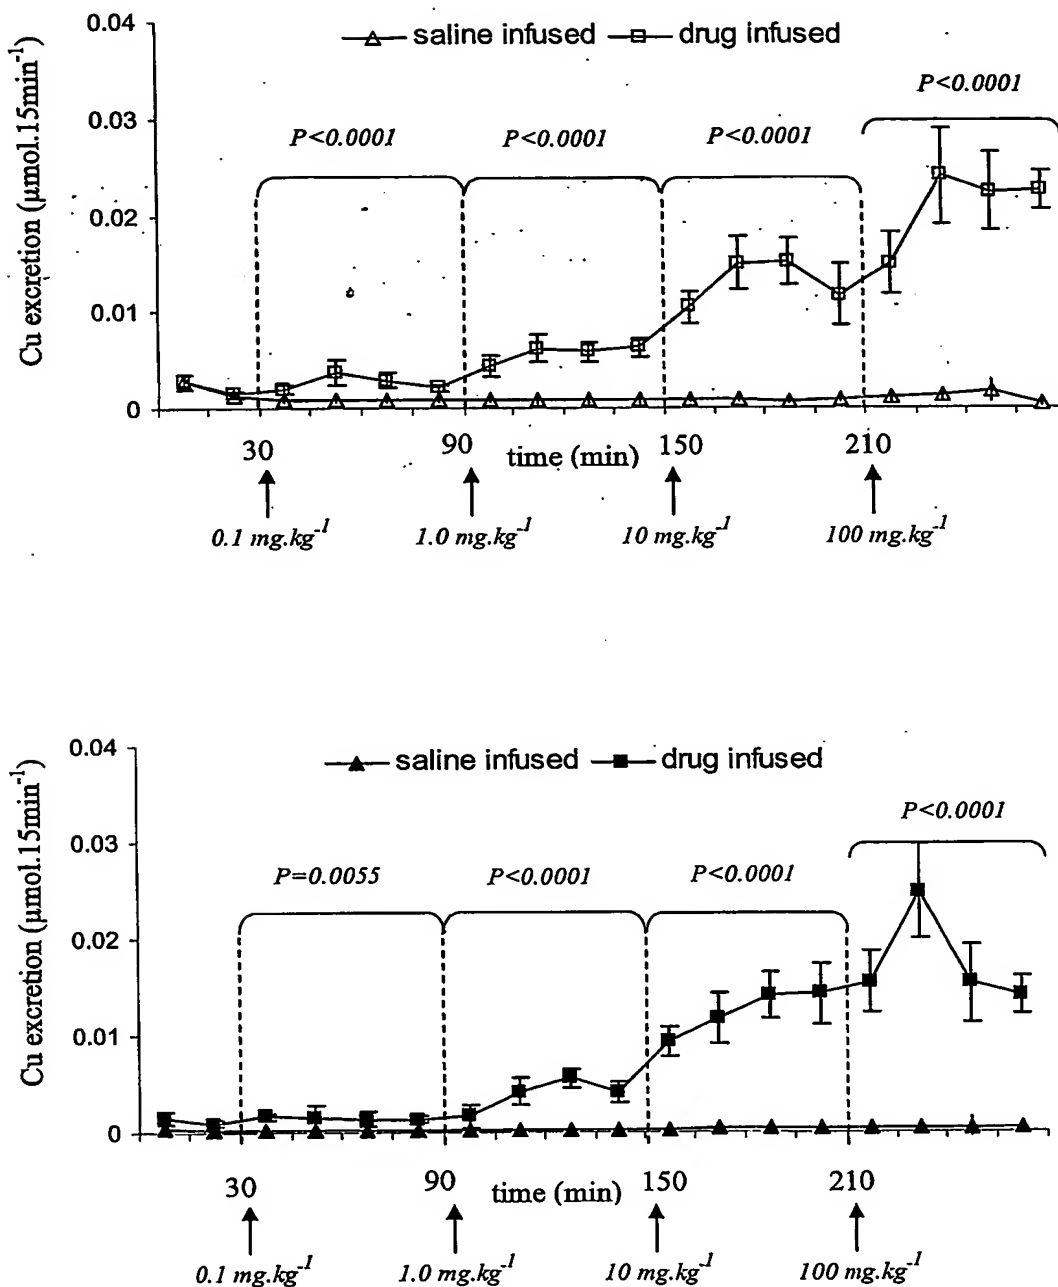 0.04
saline infused drug infused
P<0.0001
0.03
P<0.0001 P<0.0001 P<0.0001
0.02
0.01
0
Cu excretion (µmol.15min⁻¹)
30 90 time (min) 150 210
0.1 mg.kg⁻¹ 1.0 mg.kg⁻¹ 10 mg.kg⁻¹ 100 mg.kg⁻¹
0.04
saline infused drug infused
P<0.0001
0.03
P=0.0055 P<0.0001 P<0.0001
0.02
0.01
0
Cu excretion (µmol.15min⁻¹)
30 90 time (min) 150 210
0.1 mg.kg⁻¹ 1.0 mg.kg⁻¹ 10 mg.kg⁻¹ 100 mg.kg⁻¹